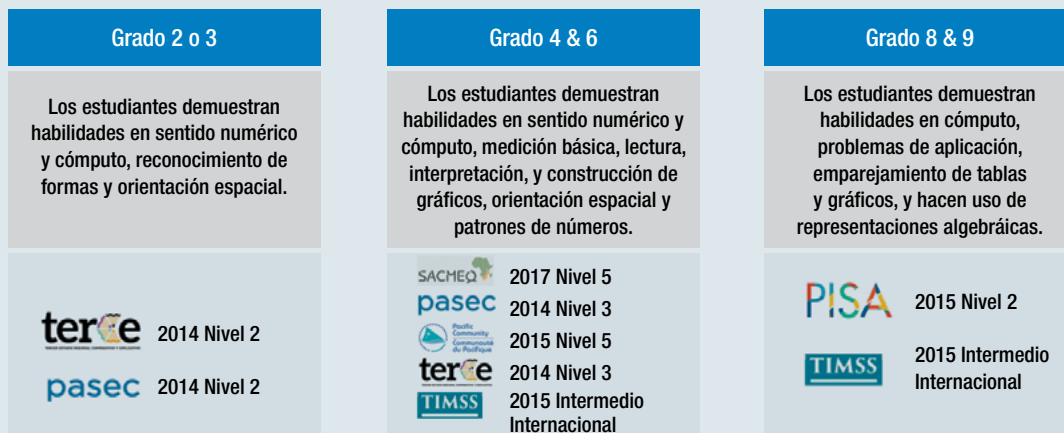 Grado 2 o 3
Los estudiantes demuestran
habilidades en sentido numérico
y cómputo, reconocimiento de
formas y orientación espacial.
terce
2014 Nivel 2
pasec
2014 Nivel 2
Grado 4 & 6
Los estudiantes demuestran
habilidades en sentido numérico y
cómputo, medición básica, lectura,
interpretación, y construcción de
gráficos, orientación espacial y
patrones de números.
SACMEQ
2017 Nivel 5
pasec
2014 Nivel 3
Pacific
Community
Communauté
du Pacifique
2015 Nivel 5
terce
2014 Nivel 3
TIMSS
2015 Intermedio
Internacional
Grado 8 & 9
Los estudiantes demuestran
habilidades en cómputo,
problemas de aplicación,
emparejamiento de tablas
y gráficos, y hacen uso de
representaciones algebráicas.
PISA
2015 Nivel 2
TIMSS
2015 Intermedio
Internacional